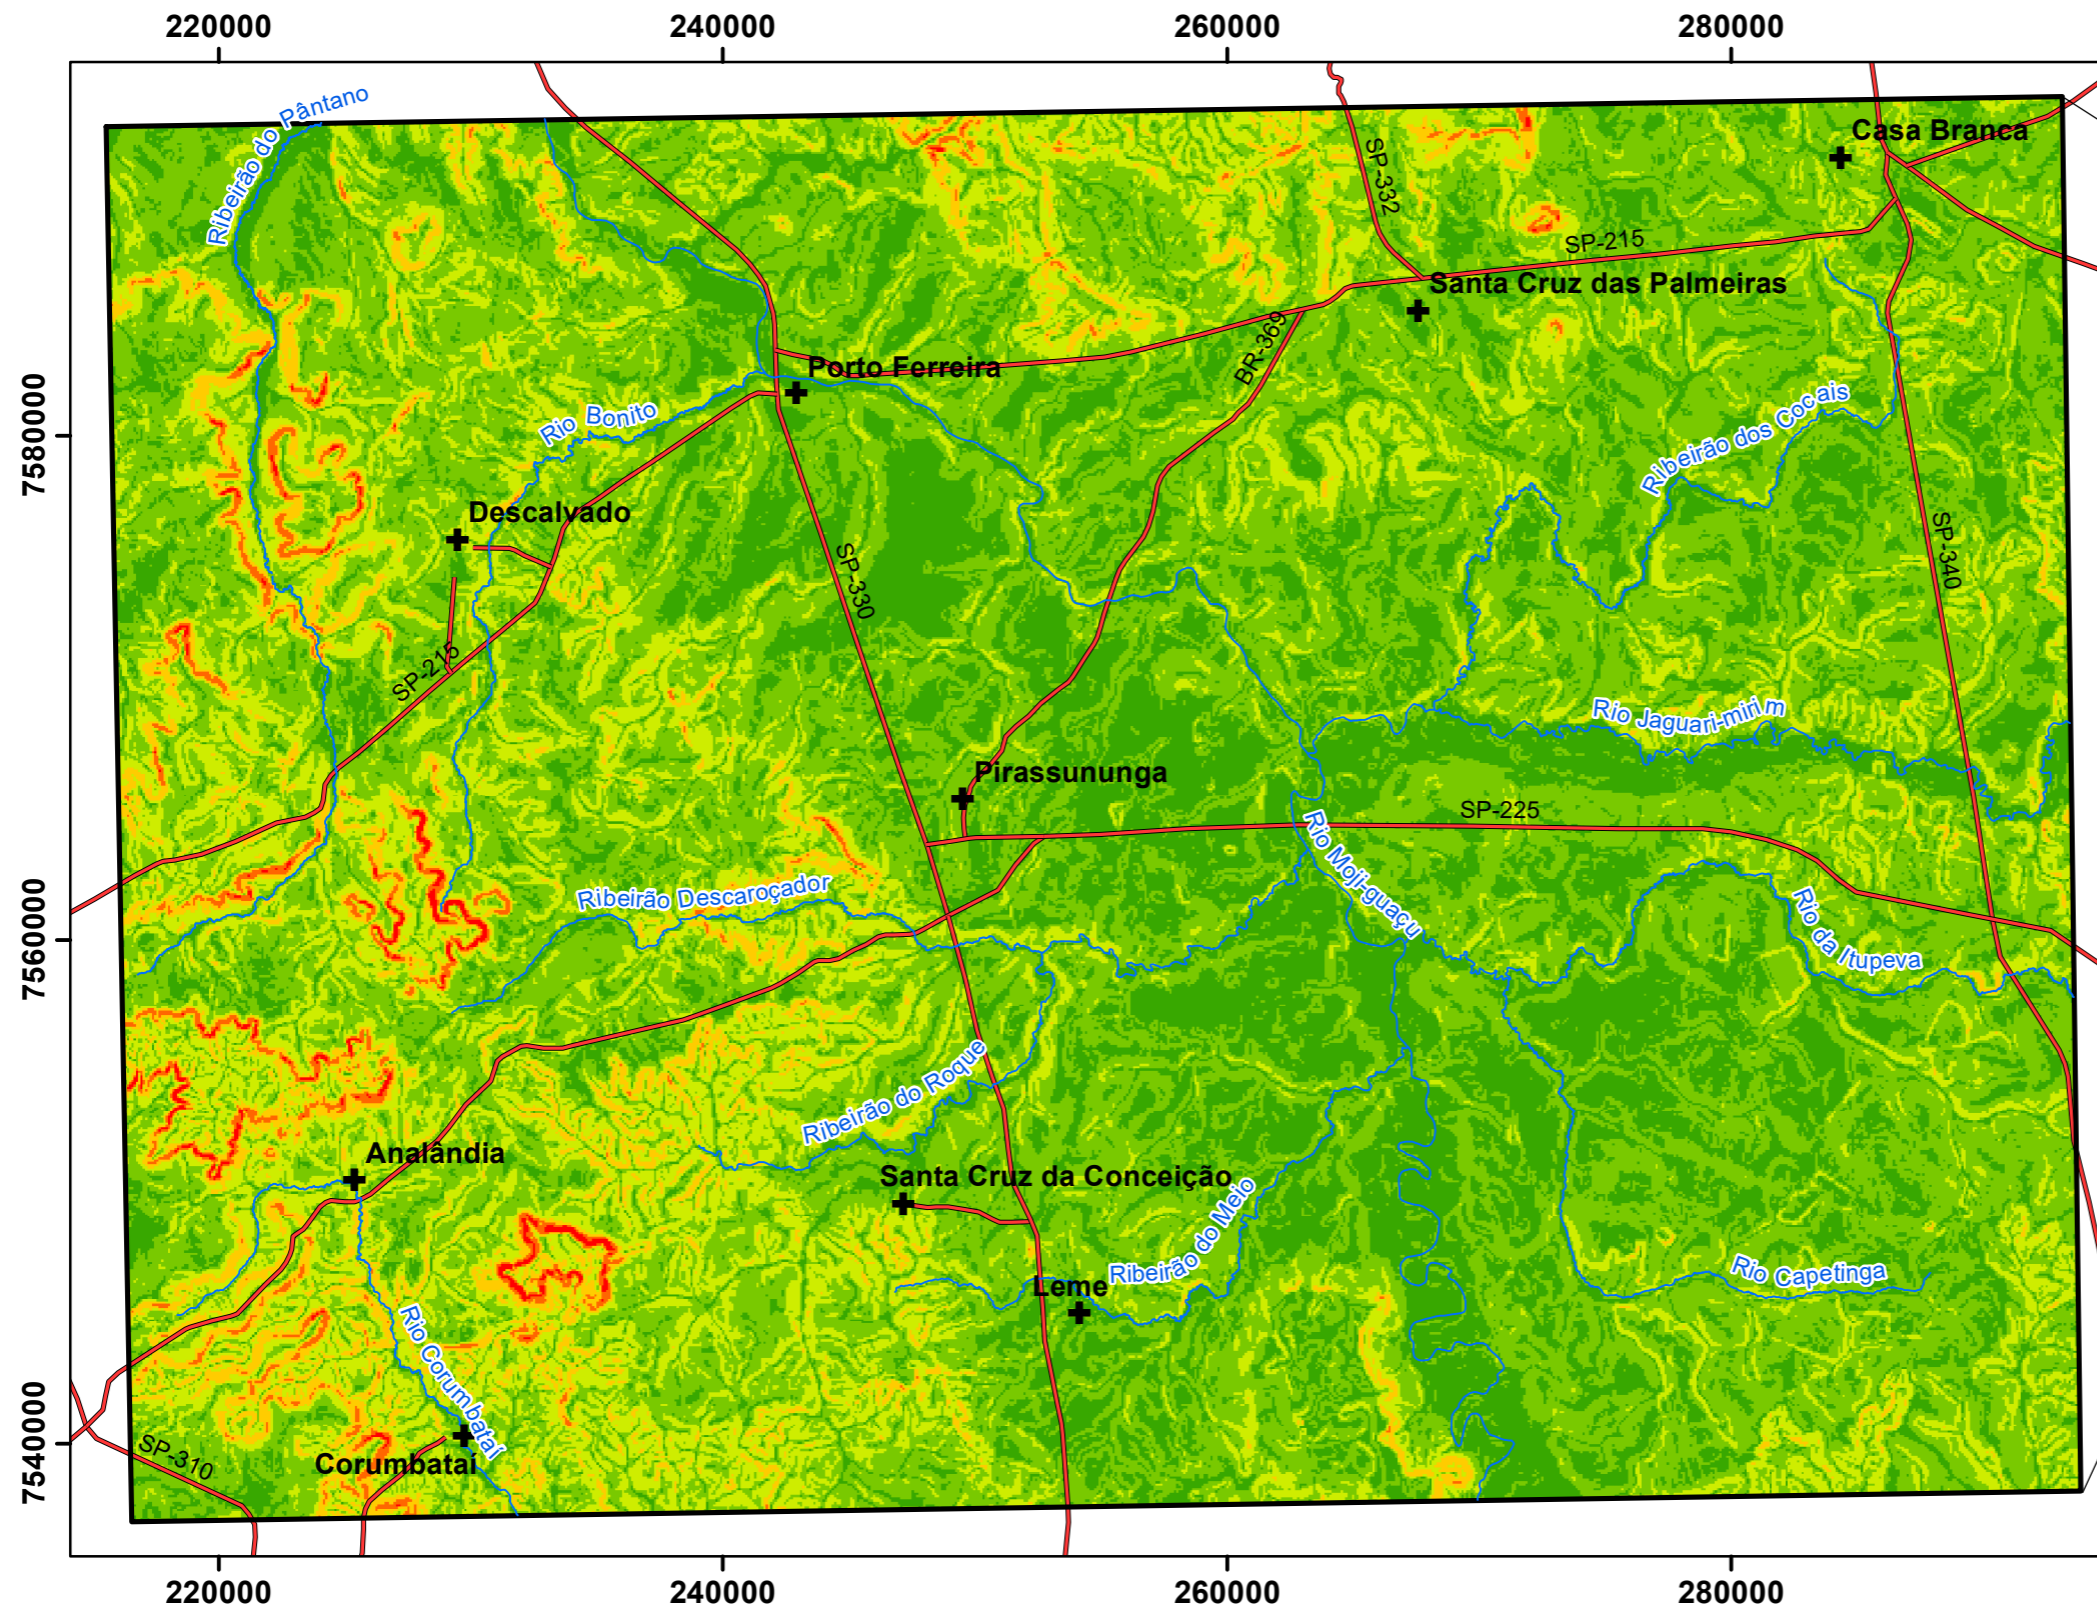 220000
240000
260000
280000
Ribeirão do Pântano
Casa Branca
SP-332
SP-215
Santa Cruz das Palmeiras
BR-369
Porto Ferreira
7580000
Rio Bonito
Ribeirão dos Cocais
Descalvado
SP-330
SP-340
SP-215
Rio Jaguari-mirim
Pirassununga
SP-225
Rio Moji-guaçu
Ribeirão Descaroçador
Rio da Itupeva
7560000
Ribeirão do Roque
Analândia
Santa Cruz da Conceição
Ribeirão do Meio
Leme
Rio Capetinga
Rio Corumbataí
7540000
SP-310
Corumbataí
220000
240000
260000
280000